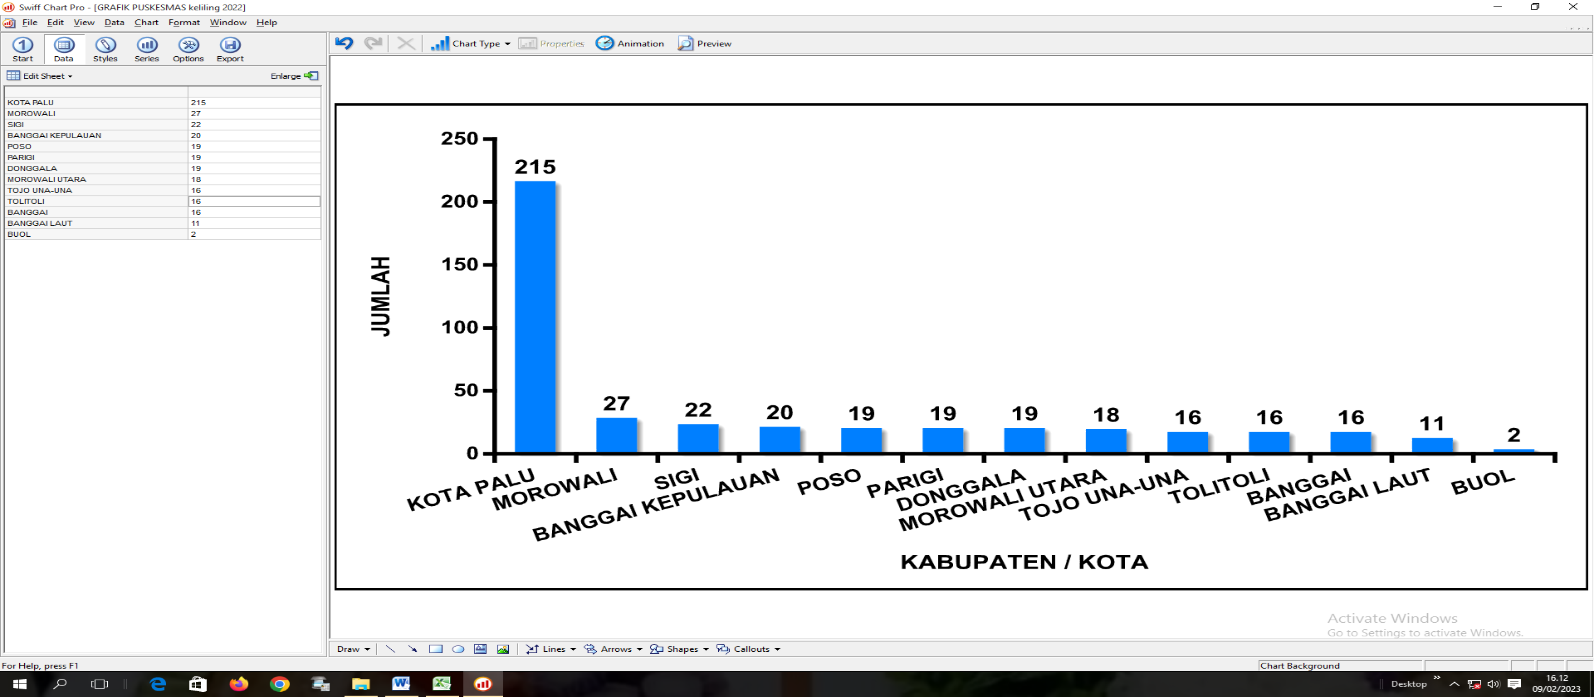 Swiff Chart Pro - [GRAFIK PUSKESMAS keliling 2022]
File Edit View Data Chart Format Window Help
Start Data Styles Series Options Export
Chart Type Properties Animation Preview
Edit Sheet Enlarge
KOTA PALU 215
MOROWALI 27
SIGI 22
BANGGAI KEPULAUAN 20
POSO 19
PARIGI 19
DONGGALA 19
MOROWALI UTARA 18
TOJO UNA-UNA 16
TOLITOLI 16
BANGGAI 16
BANGGAI LAUT 11
BUOL 2
JUMLAH
250
200
150
100
50
0
215 27 22 20 19 19 19 18 16 16 16 11 2
KOTA PALU
MOROWALI
SIGI
BANGGAI KEPULAUAN
POSO
PARIGI
DONGGALA
MOROWALI UTARA
TOJO UNA-UNA
TOLITOLI
BANGGAI
BANGGAI LAUT
BUOL
KABUPATEN / KOTA
Activate Windows
Go to Settings to activate Windows.
Draw Lines Arrows Shapes Callouts
For Help, press F1
Chart Background
Desktop
16.12
09/02/2023